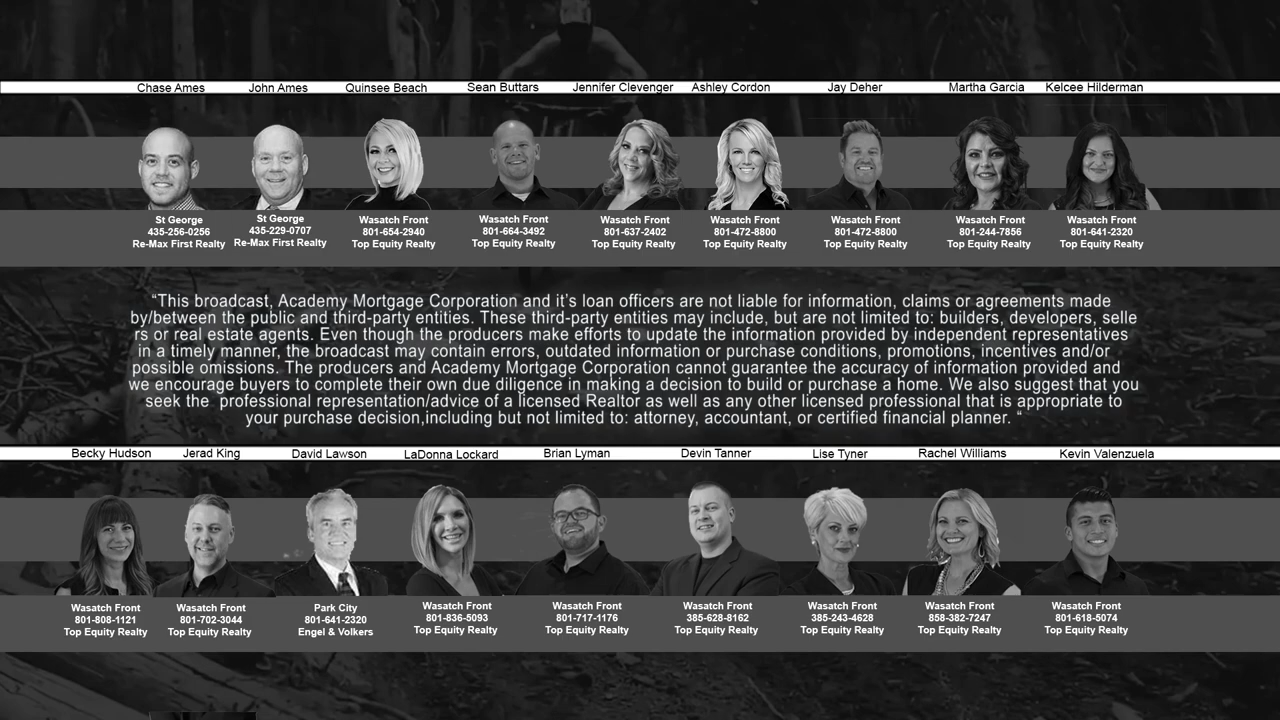 Chase Ames John Ames Quinsee Beach Sean Buttars Jennifer Clevenger Ashley Cordon Jay Deher Martha Garcia Kelcee Hilderman
St George St George Wasatch Front Wasatch Front Wasatch Front Wasatch Front Wasatch Front Wasatch Front Wasatch Front
435-256-0256 435-229-0707 801-654-2940 801-664-3492 801-637-2402 801-472-8800 801-472-8800 801-244-7856 801-641-2320
Re-Max First Realty Re-Max First Realty Top Equity Realty Top Equity Realty Top Equity Realty Top Equity Realty Top Equity Realty Top Equity Realty Top Equity Realty
“This broadcast, Academy Mortgage Corporation and it’s loan officers are not liable for information, claims or agreements made
by/between the public and third-party entities. These third-party entities may include, but are not limited to: builders, developers, selle
rs or real estate agents. Even though the producers make efforts to update the information provided by independent representatives
in a timely manner, the broadcast may contain errors, outdated information or purchase conditions, promotions, incentives and/or
possible omissions. The producers and Academy Mortgage Corporation cannot guarantee the accuracy of information provided and
we encourage buyers to complete their own due diligence in making a decision to build or purchase a home. We also suggest that you
seek the professional representation/advice of a licensed Realtor as well as any other licensed professional that is appropriate to
your purchase decision,including but not limited to: attorney, accountant, or certified financial planner. “
Becky Hudson Jerad King David Lawson LaDonna Lockard Brian Lyman Devin Tanner Lise Tyner Rachel Williams Kevin Valenzuela
Wasatch Front Wasatch Front Park City Wasatch Front Wasatch Front Wasatch Front Wasatch Front Wasatch Front Wasatch Front
801-808-1121 801-702-3044 801-641-2320 801-836-5093 801-717-1176 385-628-8162 385-243-4628 858-382-7247 801-618-5074
Top Equity Realty Top Equity Realty Engel & Volkers Top Equity Realty Top Equity Realty Top Equity Realty Top Equity Realty Top Equity Realty Top Equity Realty